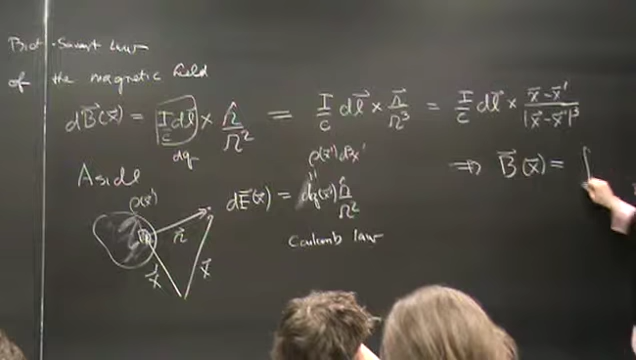 Biot-Savart Law
of the magnetic field
dB⃗(x⃗) = I/c dl⃗ × r̂/r² = I/c dl⃗ × r⃗/r³ = I/c dl⃗ × (x⃗-x⃗')/|x⃗-x⃗'|³
dq
ρ(x⃗')d³x'
⇒ B⃗(x⃗) = ∫
Aside
ρ(x⃗')
dE⃗(x⃗) = dq(x⃗) r̂/r²
r⃗
Coulomb law
x⃗'
x⃗